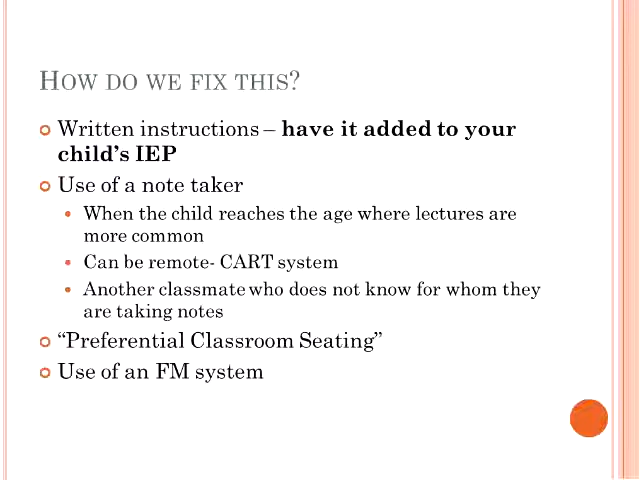 HOW DO WE FIX THIS?
Written instructions – have it added to your
child's IEP
Use of a note taker
When the child reaches the age where lectures are
more common
Can be remote- CART system
Another classmate who does not know for whom they
are taking notes
“Preferential Classroom Seating”
Use of an FM system